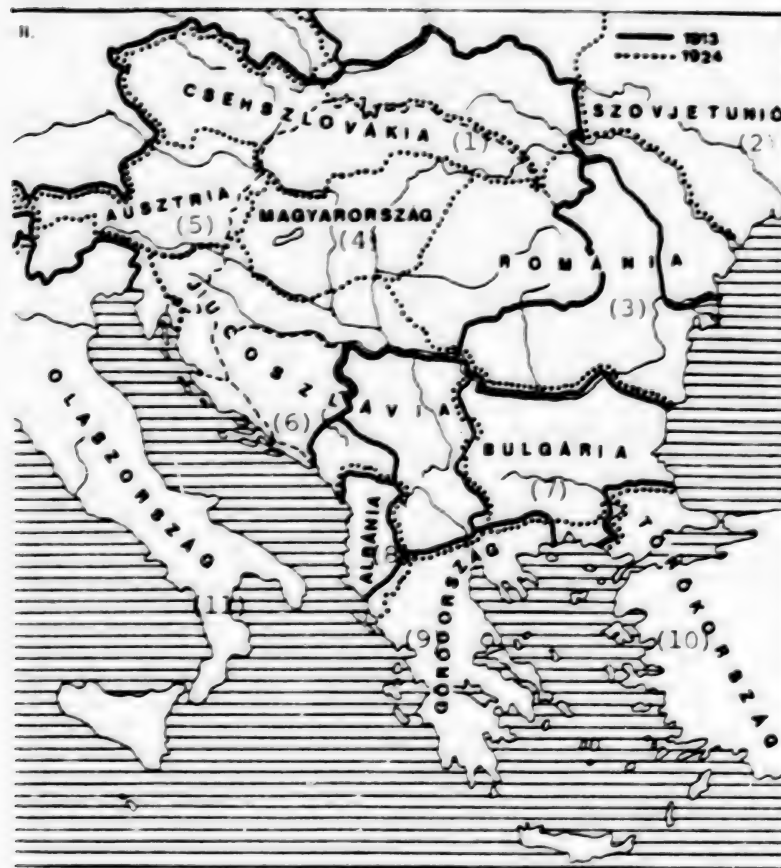 II.
1913
1924
CSEHSZLOVÁKIA
(1)
SZOVJETUNIÓ
(2)
AUSZTRIA
(5)
MAGYARORSZÁG
(4)
ROMÁNIA
(3)
JUGOSZLÁVIA
(6)
OLASZORSZÁG
(11)
BULGÁRIA
(7)
ALBÁNIA
8
GÖRÖGORSZÁG
(9)
TÖRÖKORSZÁG
(10)